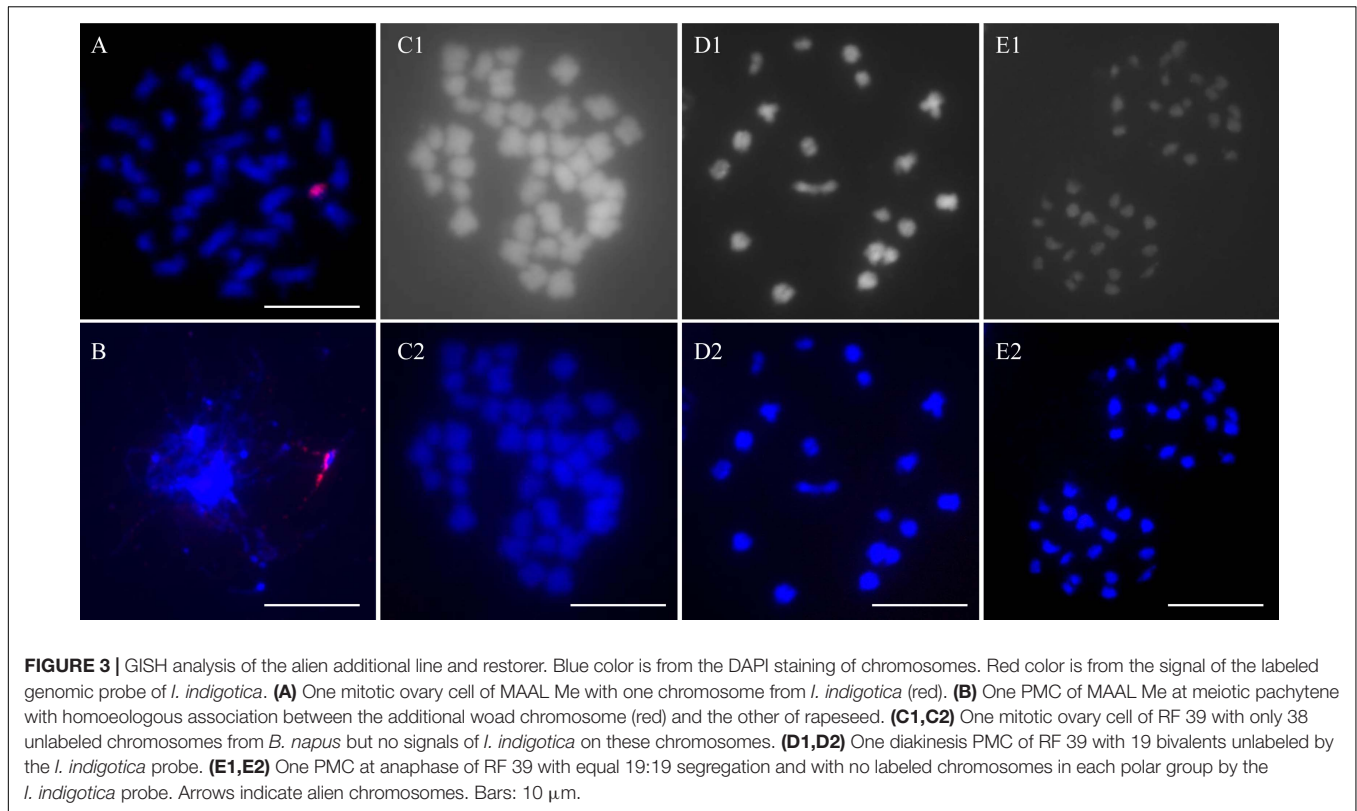 A
C1
D1
E1
B
C2
D2
E2
FIGURE 3 | GISH analysis of the alien additional line and restorer. Blue color is from the DAPI staining of chromosomes. Red color is from the signal of the labeled
genomic probe of I. indigotica. (A) One mitotic ovary cell of MAAL Me with one chromosome from I. indigotica (red). (B) One PMC of MAAL Me at meiotic pachytene
with homoeologous association between the additional woad chromosome (red) and the other of rapeseed. (C1,C2) One mitotic ovary cell of RF 39 with only 38
unlabeled chromosomes from B. napus but no signals of I. indigotica on these chromosomes. (D1,D2) One diakinesis PMC of RF 39 with 19 bivalents unlabeled by
the I. indigotica probe. (E1,E2) One PMC at anaphase of RF 39 with equal 19:19 segregation and with no labeled chromosomes in each polar group by the
I. indigotica probe. Arrows indicate alien chromosomes. Bars: 10 μm.